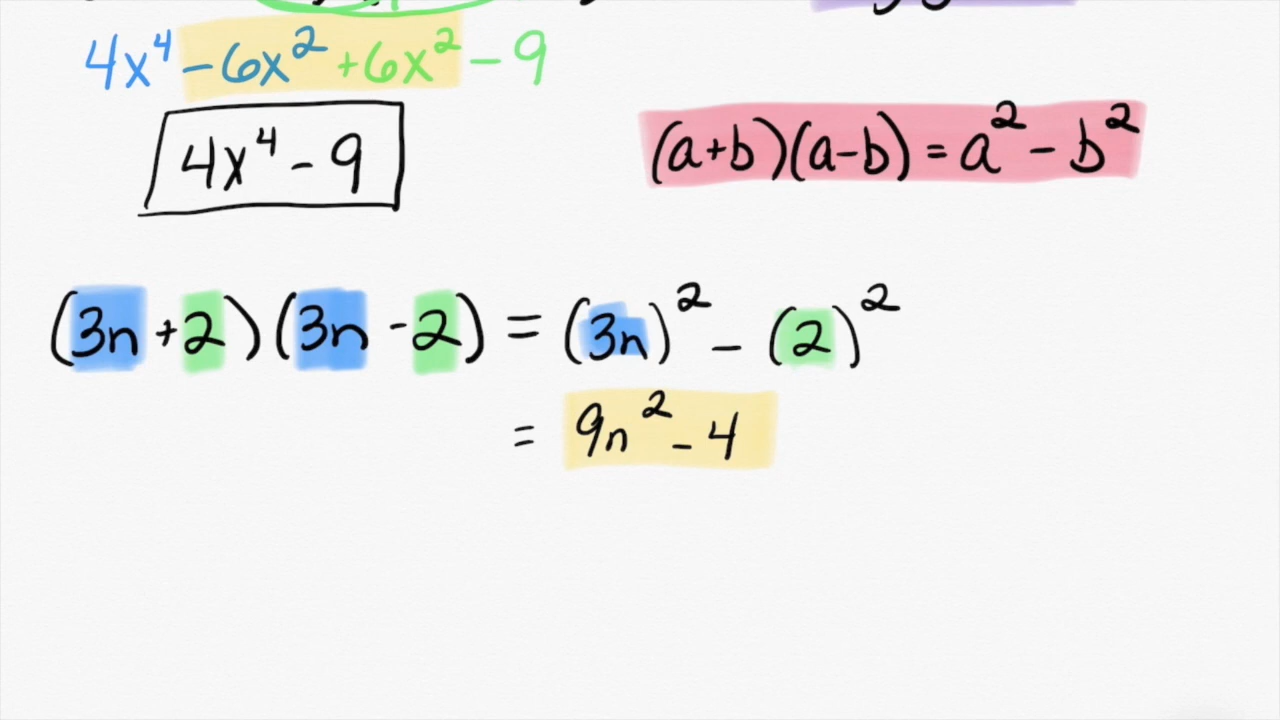 4x⁴ - 6x² + 6x² - 9
4x⁴ - 9
(a+b)(a-b) = a² - b²
(3n + 2)(3n - 2) = (3n)² - (2)²
= 9n² - 4